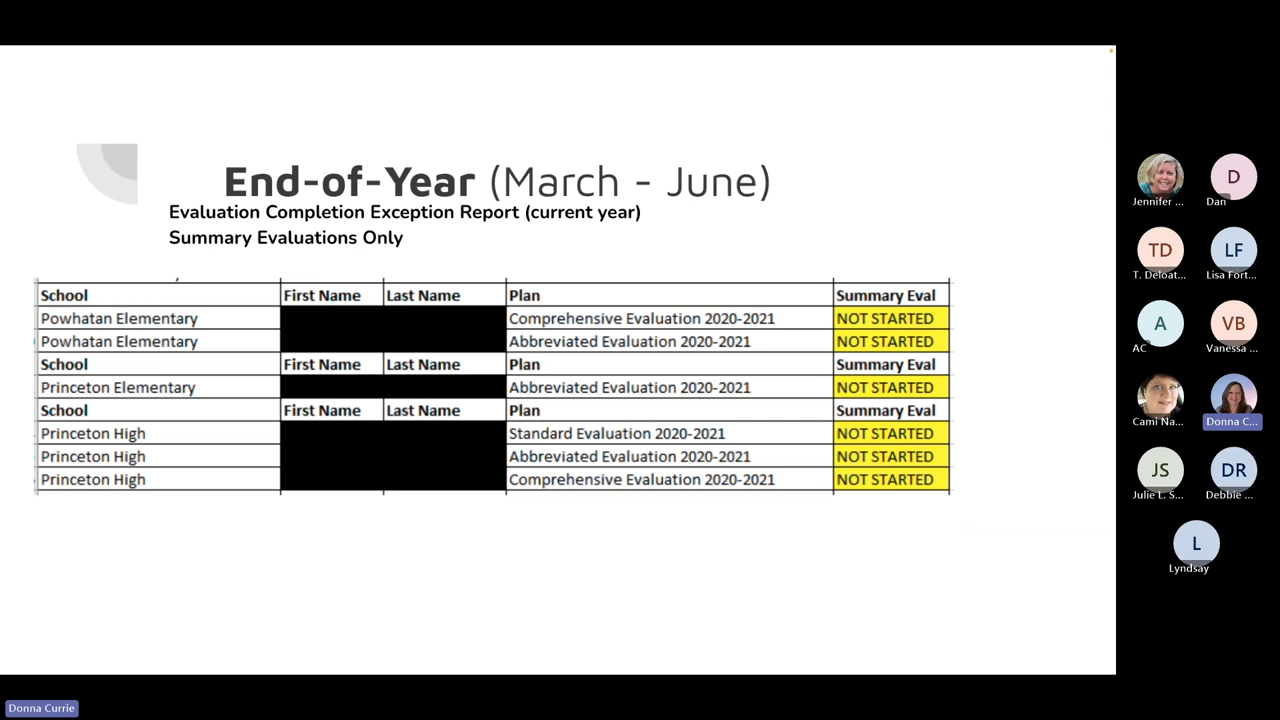 End-of-Year (March - June)
Evaluation Completion Exception Report (current year)
Summary Evaluations Only
School First Name Last Name Plan Summary Eval
Powhatan Elementary Comprehensive Evaluation 2020-2021 NOT STARTED
Powhatan Elementary Abbreviated Evaluation 2020-2021 NOT STARTED
School First Name Last Name Plan Summary Eval
Princeton Elementary Abbreviated Evaluation 2020-2021 NOT STARTED
School First Name Last Name Plan Summary Eval
Princeton High Standard Evaluation 2020-2021 NOT STARTED
Princeton High Abbreviated Evaluation 2020-2021 NOT STARTED
Princeton High Comprehensive Evaluation 2020-2021 NOT STARTED
Jennifer ...
D
Dan
TD
T. Deloat...
LF
Lisa Fort...
A
AC
VB
Vanessa ...
Cami Na...
Donna C...
JS
Julie L. S...
DR
Debbie ...
L
Lyndsay
Donna Currie